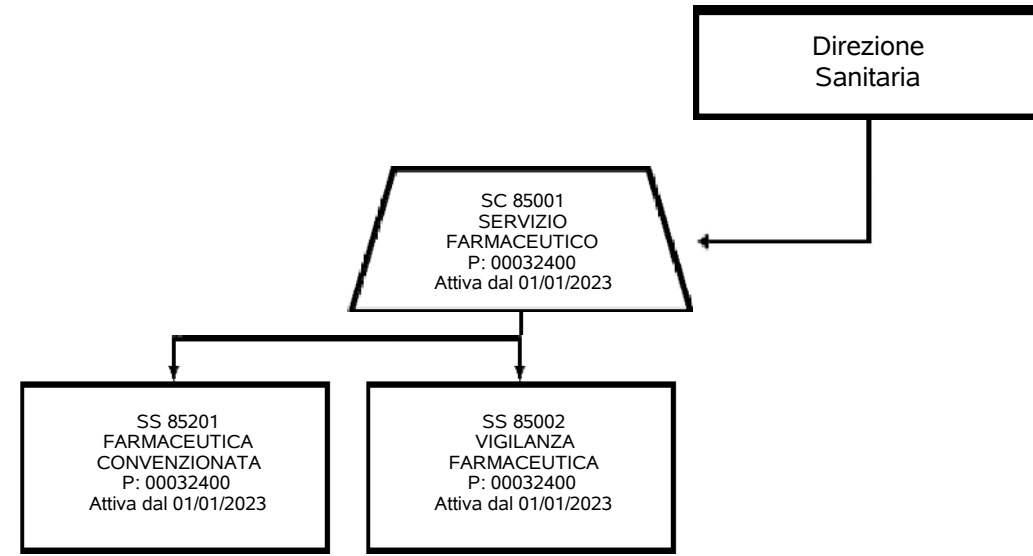 Direzione
Sanitaria
SC 85001
SERVIZIO
FARMACEUTICO
P: 00032400
Attiva dal 01/01/2023
SS 85201
FARMACEUTICA
CONVENZIONATA
P: 00032400
Attiva dal 01/01/2023
SS 85002
VIGILANZA
FARMACEUTICA
P: 00032400
Attiva dal 01/01/2023